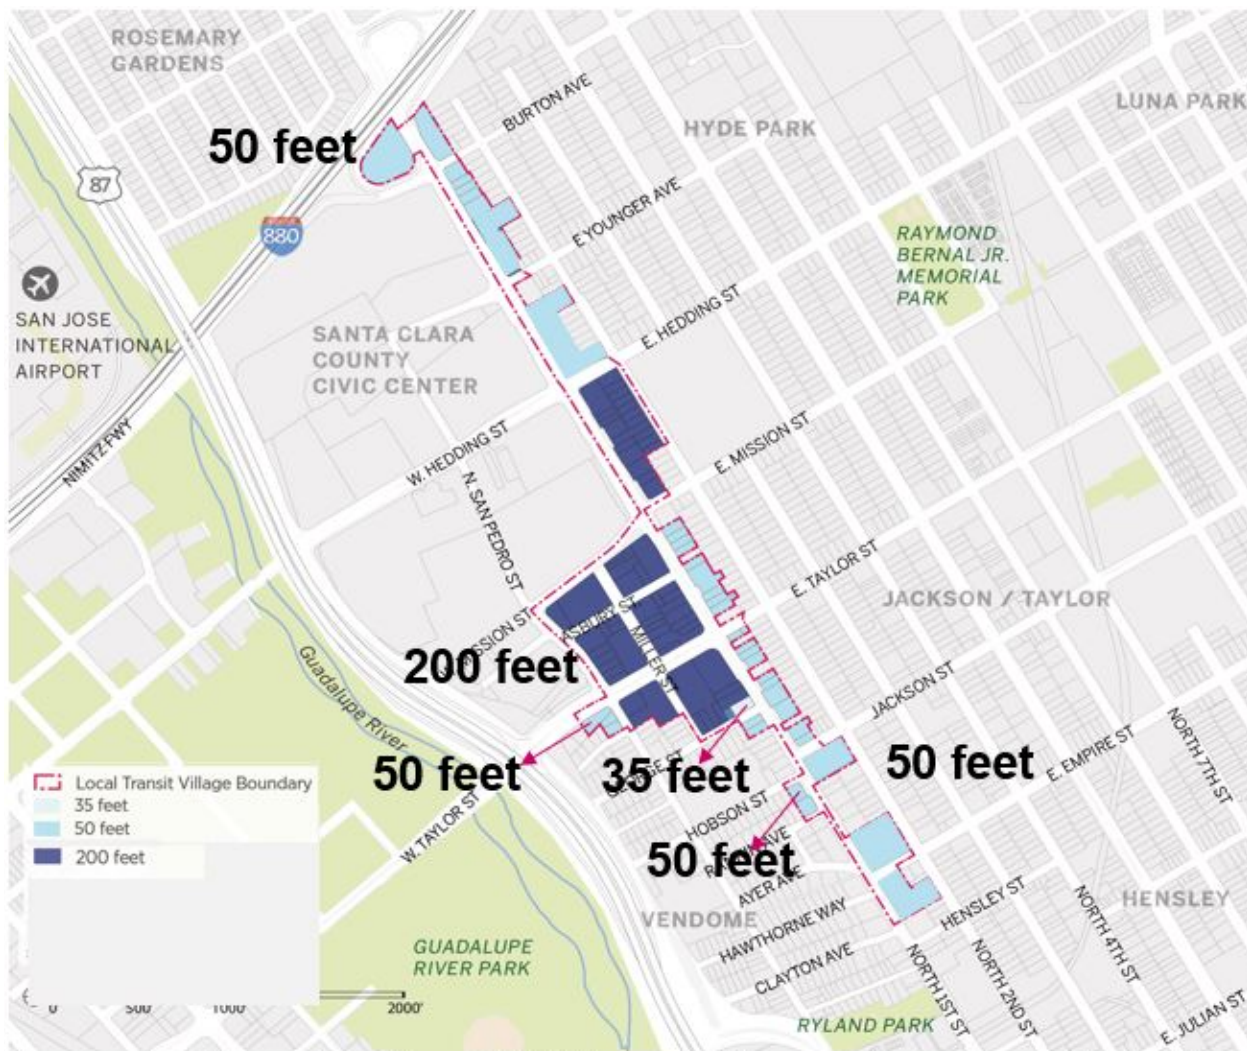 ROSEMARY
GARDENS
BURTON AVE
LUNA PARK
HYDE PARK
50 feet
87
880
E YOUNGER AVE
RAYMOND
BERNAL JR.
MEMORIAL
PARK
SAN JOSE
INTERNATIONAL
AIRPORT
SANTA CLARA
COUNTY
CIVIC CENTER
E. HEDDING ST
NIMITZ FWY
W. HEDDING ST
N. SAN PEDRO ST
E. MISSION ST
E. TAYLOR ST
JACKSON / TAYLOR
MISSION ST
ASBURY ST
MILLER ST
200 feet
Guadalupe River
JACKSON ST
NORTH 7TH ST
E. EMPIRE ST
50 feet
35 feet
50 feet
Local Transit Village Boundary
35 feet
50 feet
200 feet
W. TAYLOR ST
HOBSON ST
50 feet
AYER AVE
VENDOME
HAWTHORNE WAY
CLAYTON AVE
HENSLEY ST
HENSLEY
NORTH 4TH ST
NORTH 2ND ST
NORTH 1ST ST
GUADALUPE
RIVER PARK
0 500' 1000' 2000'
RYLAND PARK
E. JULIAN ST